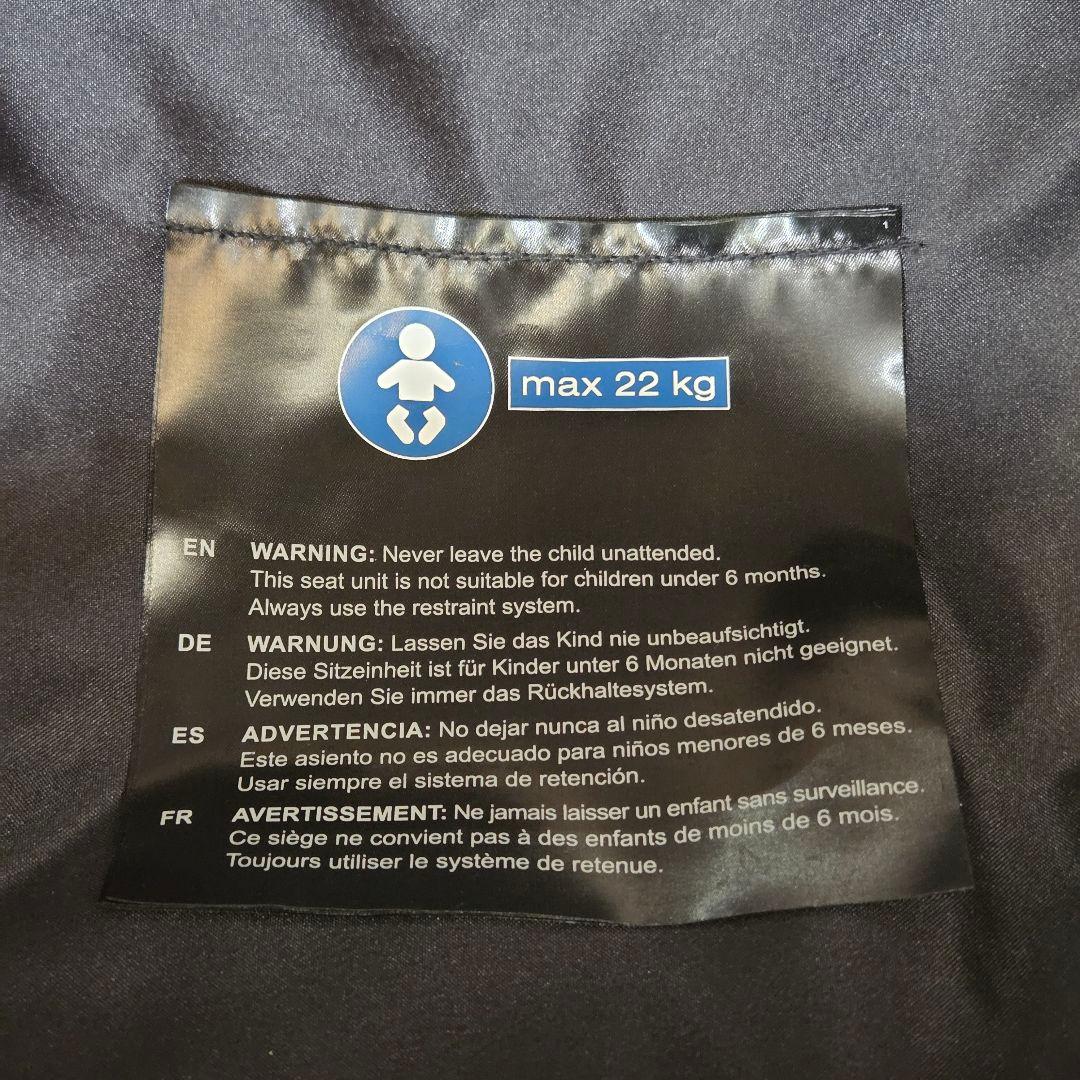 1
max 22 kg
EN WARNING: Never leave the child unattended.
This seat unit is not suitable for children under 6 months.
Always use the restraint system.
DE WARNUNG: Lassen Sie das Kind nie unbeaufsichtigt.
Diese Sitzeinheit ist für Kinder unter 6 Monaten nicht geeignet.
Verwenden Sie immer das Rückhaltesystem.
ES ADVERTENCIA: No dejar nunca al niño desatendido.
Este asiento no es adecuado para niños menores de 6 meses.
Usar siempre el sistema de retención.
FR AVERTISSEMENT: Ne jamais laisser un enfant sans surveillance.
Ce siège ne convient pas à des enfants de moins de 6 mois.
Toujours utiliser le système de retenue.